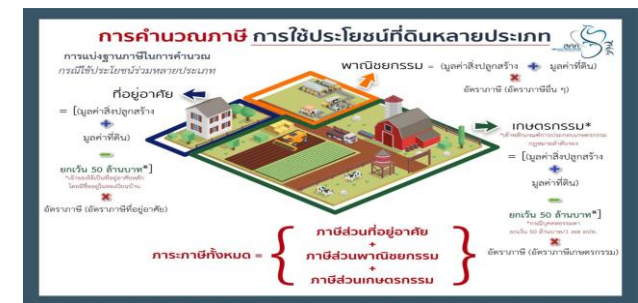 การคำนวณภาษี การใช้ประโยชน์ที่ดินหลายประเภท
การแบ่งฐานภาษีในการคำนวณ
กรณีใช้ประโยชน์ร่วมหลายประเภท
ที่อยู่อาศัย
= [(มูลค่าสิ่งปลูกสร้าง
+
มูลค่าที่ดิน)
-
ยกเว้น 50 ล้านบาท*]
อัตราภาษี (อัตราภาษีที่อยู่อาศัย)
พาณิชยกรรม = (มูลค่าสิ่งปลูกสร้าง + มูลค่าที่ดิน)
อัตราภาษี (อัตราภาษีอื่น ๆ)
เกษตรกรรม*
= [(มูลค่าสิ่งปลูกสร้าง
+
มูลค่าที่ดิน)
-
ยกเว้น 50 ล้านบาท*]
อัตราภาษี (อัตราภาษีเกษตรกรรม)
ภาระภาษีทั้งหมด =
ภาษีส่วนที่อยู่อาศัย
+
ภาษีส่วนพาณิชยกรรม
+
ภาษีส่วนเกษตรกรรม